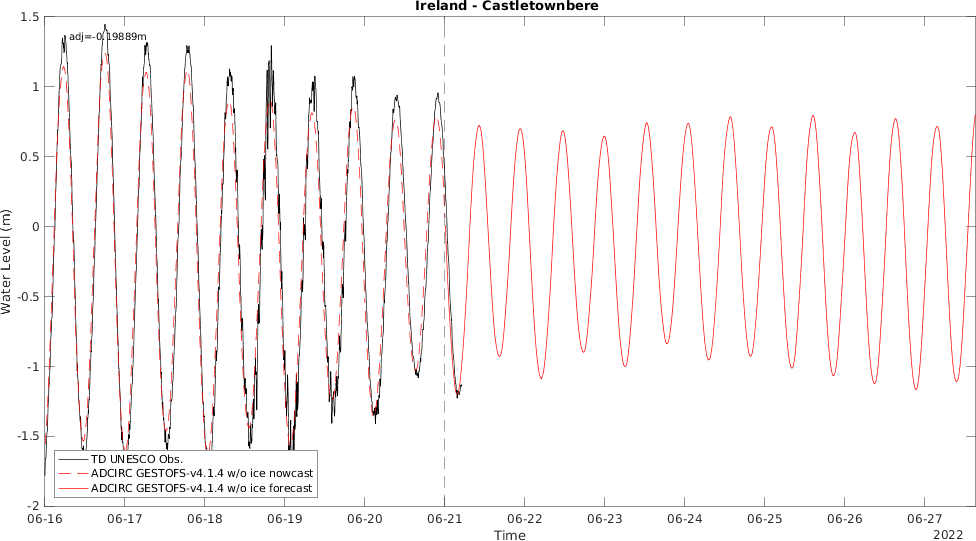 Ireland - Castletownbere
adj=-0.19889m
1.5
1
0.5
0
-0.5
-1
-1.5
-2
Water Level (m)
TD UNESCO Obs.
ADCIRC GESTOFS-v4.1.4 w/o ice nowcast
ADCIRC GESTOFS-v4.1.4 w/o ice forecast
06-16 06-17 06-18 06-19 06-20 06-21 06-22 06-23 06-24 06-25 06-26 06-27
Time
2022